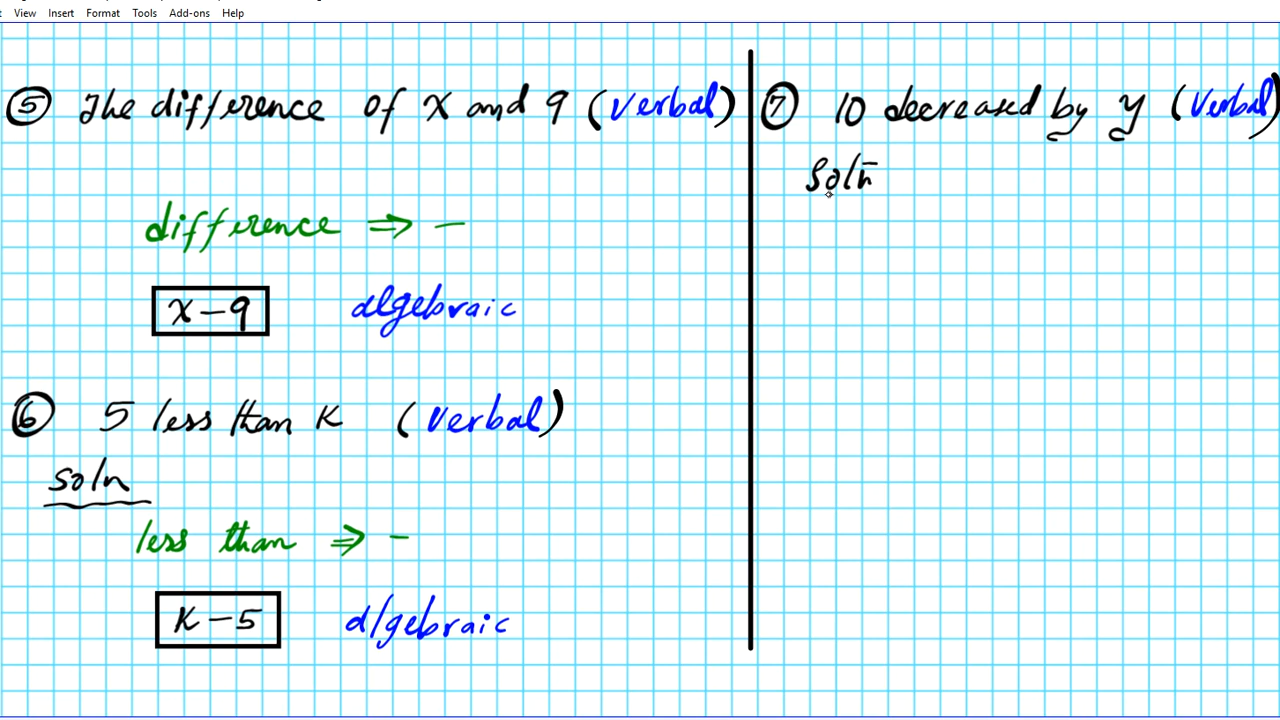 View Insert Format Tools Add-ons Help
⑤ The difference of x and 9 (verbal)
difference ⇒ −
x − 9 algebraic
⑥ 5 less than k (verbal)
soln
less than ⇒ −
k − 5 algebraic
⑦ 10 decreased by y (verbal)
soln̄